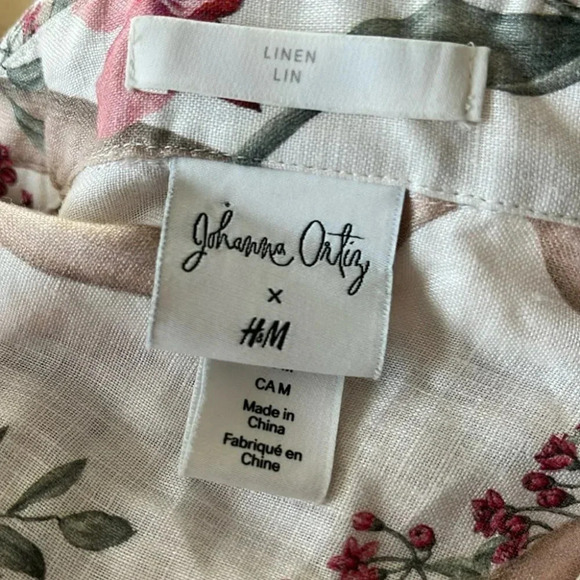 LINEN
LIN
Johanna Ortiz
x
H&M
CA M
Made in
China
Fabriqué en
Chine